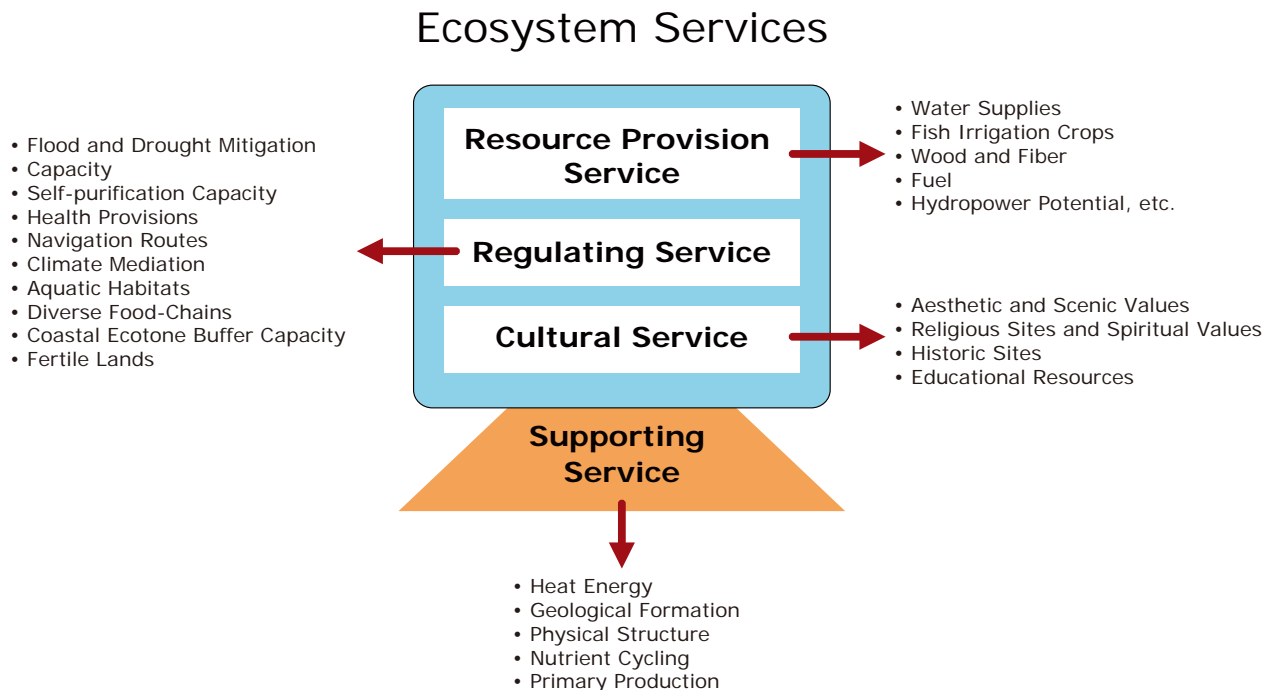 Ecosystem Services
• Flood and Drought Mitigation
• Capacity
• Self-purification Capacity
• Health Provisions
• Navigation Routes
• Climate Mediation
• Aquatic Habitats
• Diverse Food-Chains
• Coastal Ecotone Buffer Capacity
• Fertile Lands
Resource Provision
Service
Regulating Service
Cultural Service
Supporting
Service
• Water Supplies
• Fish Irrigation Crops
• Wood and Fiber
• Fuel
• Hydropower Potential, etc.
• Aesthetic and Scenic Values
• Religious Sites and Spiritual Values
• Historic Sites
• Educational Resources
• Heat Energy
• Geological Formation
• Physical Structure
• Nutrient Cycling
• Primary Production